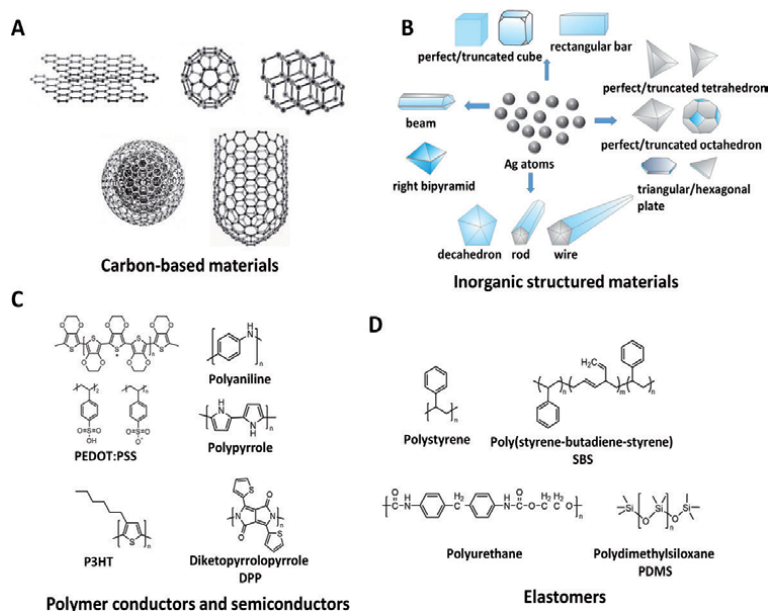 A
Carbon-based materials
B
perfect/truncated cube
rectangular bar
perfect/truncated tetrahedron
beam
Ag atoms
perfect/truncated octahedron
right bipyramid
triangular/hexagonal
plate
decahedron
rod
wire
Inorganic structured materials
C
PEDOT:PSS
Polyaniline
Polypyrrole
P3HT
Diketopyrrolopyrrole
DPP
Polymer conductors and semiconductors
D
Polystyrene
Poly(styrene-butadiene-styrene)
SBS
Polyurethane
Polydimethylsiloxane
PDMS
Elastomers